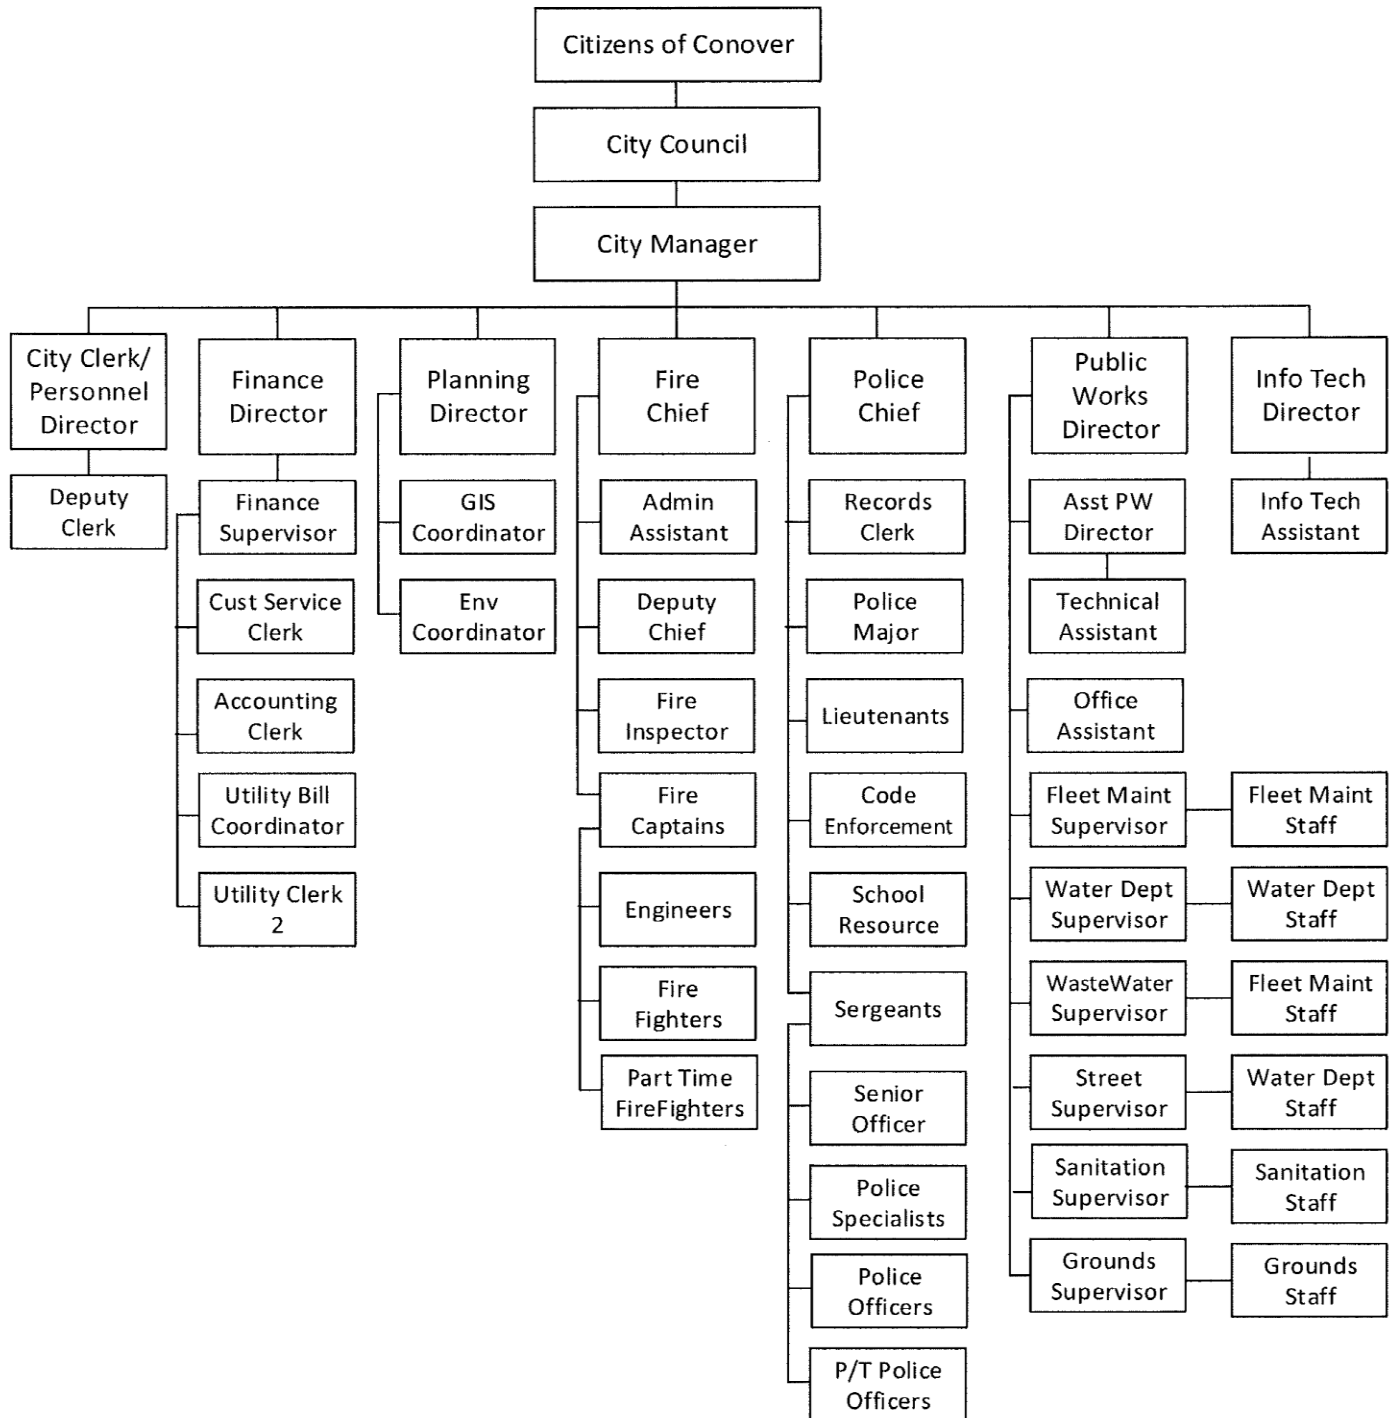 Citizens of Conover
City Council
City Manager
City Clerk/
Personnel
Director
Deputy
Clerk
Finance
Director
Finance
Supervisor
Cust Service
Clerk
Accounting
Clerk
Utility Bill
Coordinator
Utility Clerk
2
Planning
Director
GIS
Coordinator
Env
Coordinator
Fire
Chief
Admin
Assistant
Deputy
Chief
Fire
Inspector
Fire
Captains
Engineers
Fire
Fighters
Part Time
FireFighters
Police
Chief
Records
Clerk
Police
Major
Lieutenants
Code
Enforcement
School
Resource
Sergeants
Senior
Officer
Police
Specialists
Police
Officers
P/T Police
Officers
Public
Works
Director
Asst PW
Director
Technical
Assistant
Office
Assistant
Fleet Maint
Supervisor
Fleet Maint
Staff
Water Dept
Supervisor
Water Dept
Staff
WasteWater
Supervisor
Fleet Maint
Staff
Street
Supervisor
Water Dept
Staff
Sanitation
Supervisor
Sanitation
Staff
Grounds
Supervisor
Grounds
Staff
Info Tech
Director
Info Tech
Assistant